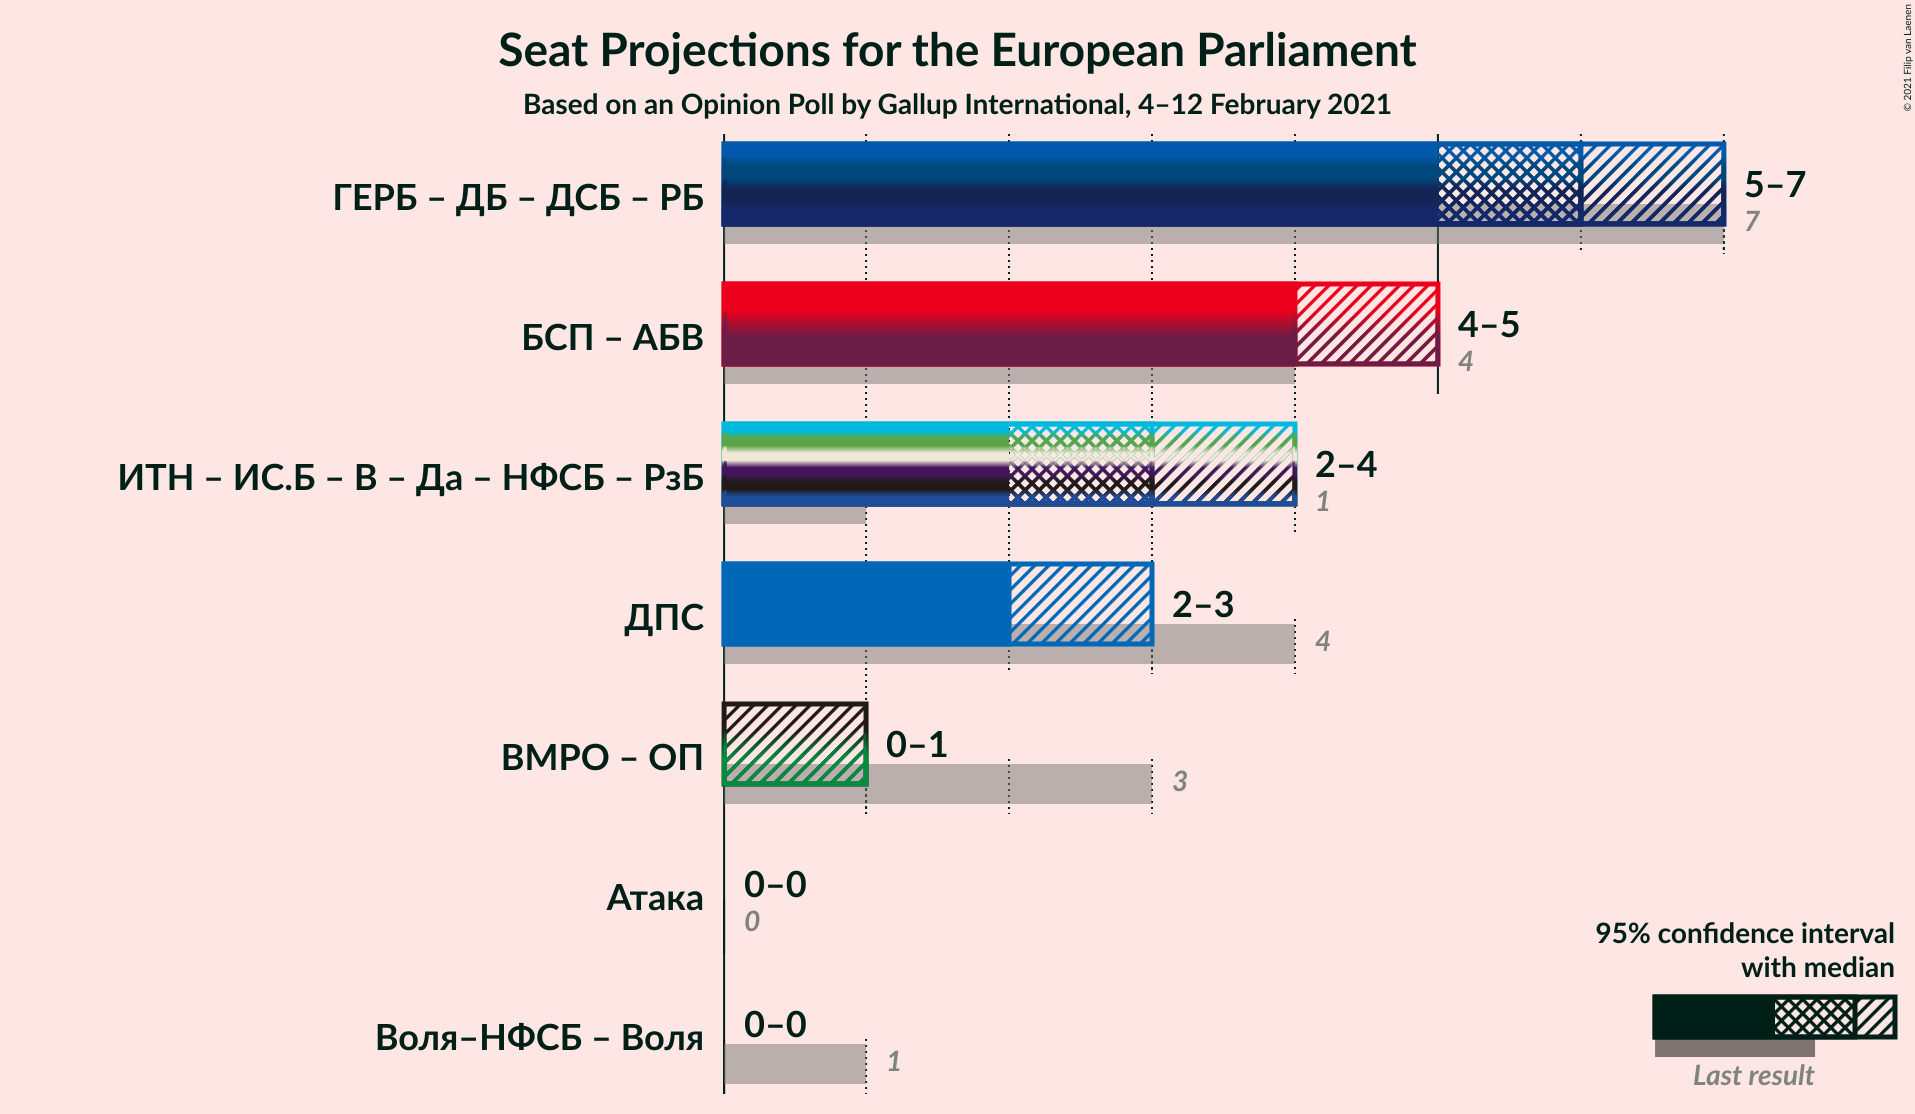 Seat Projections for the European Parliament
Based on an Opinion Poll by Gallup International, 4–12 February 2021
© 2021 Filip van Laenen
ГЕРБ – ДБ – ДСБ – РБ
5–7
7
БСП – АБВ
4–5
4
ИТН – ИС.Б – В – Да – НФСБ – РзБ
2–4
1
ДПС
2–3
4
ВМРО – ОП
0–1
3
Атака
0–0
0
Воля–НФСБ – Воля
0–0
1
95% confidence interval
with median
Last result